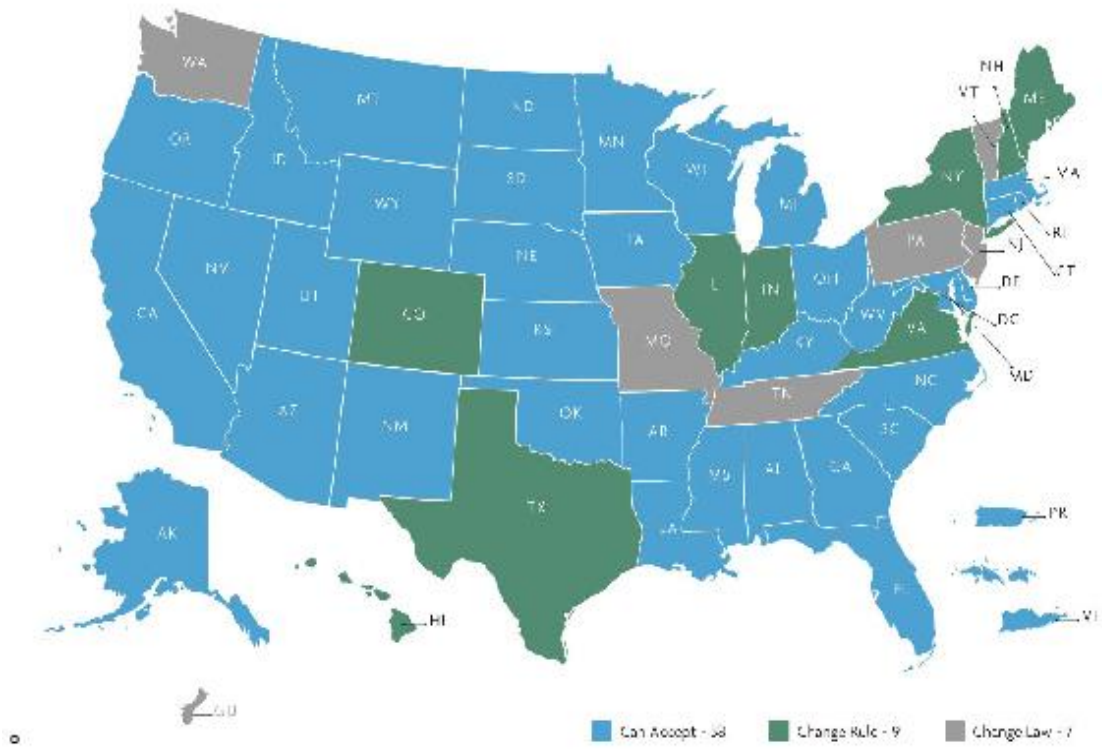 NH
WA
VT
ME
MT
ND
MN
OR
ID
WI
SD
MA
NY
MI
WY
RI
IA
PA
NJ
NE
NV
CT
OH
UT
IL
IN
DE
CA
CO
WV
DC
KS
VA
MO
KY
MD
NC
TN
AZ
OK
NM
AR
SC
MS
AL
GA
TX
PR
LA
AK
FL
VI
HI
GU
Can Accept - 38
Change Rule - 9
Change Law - 7